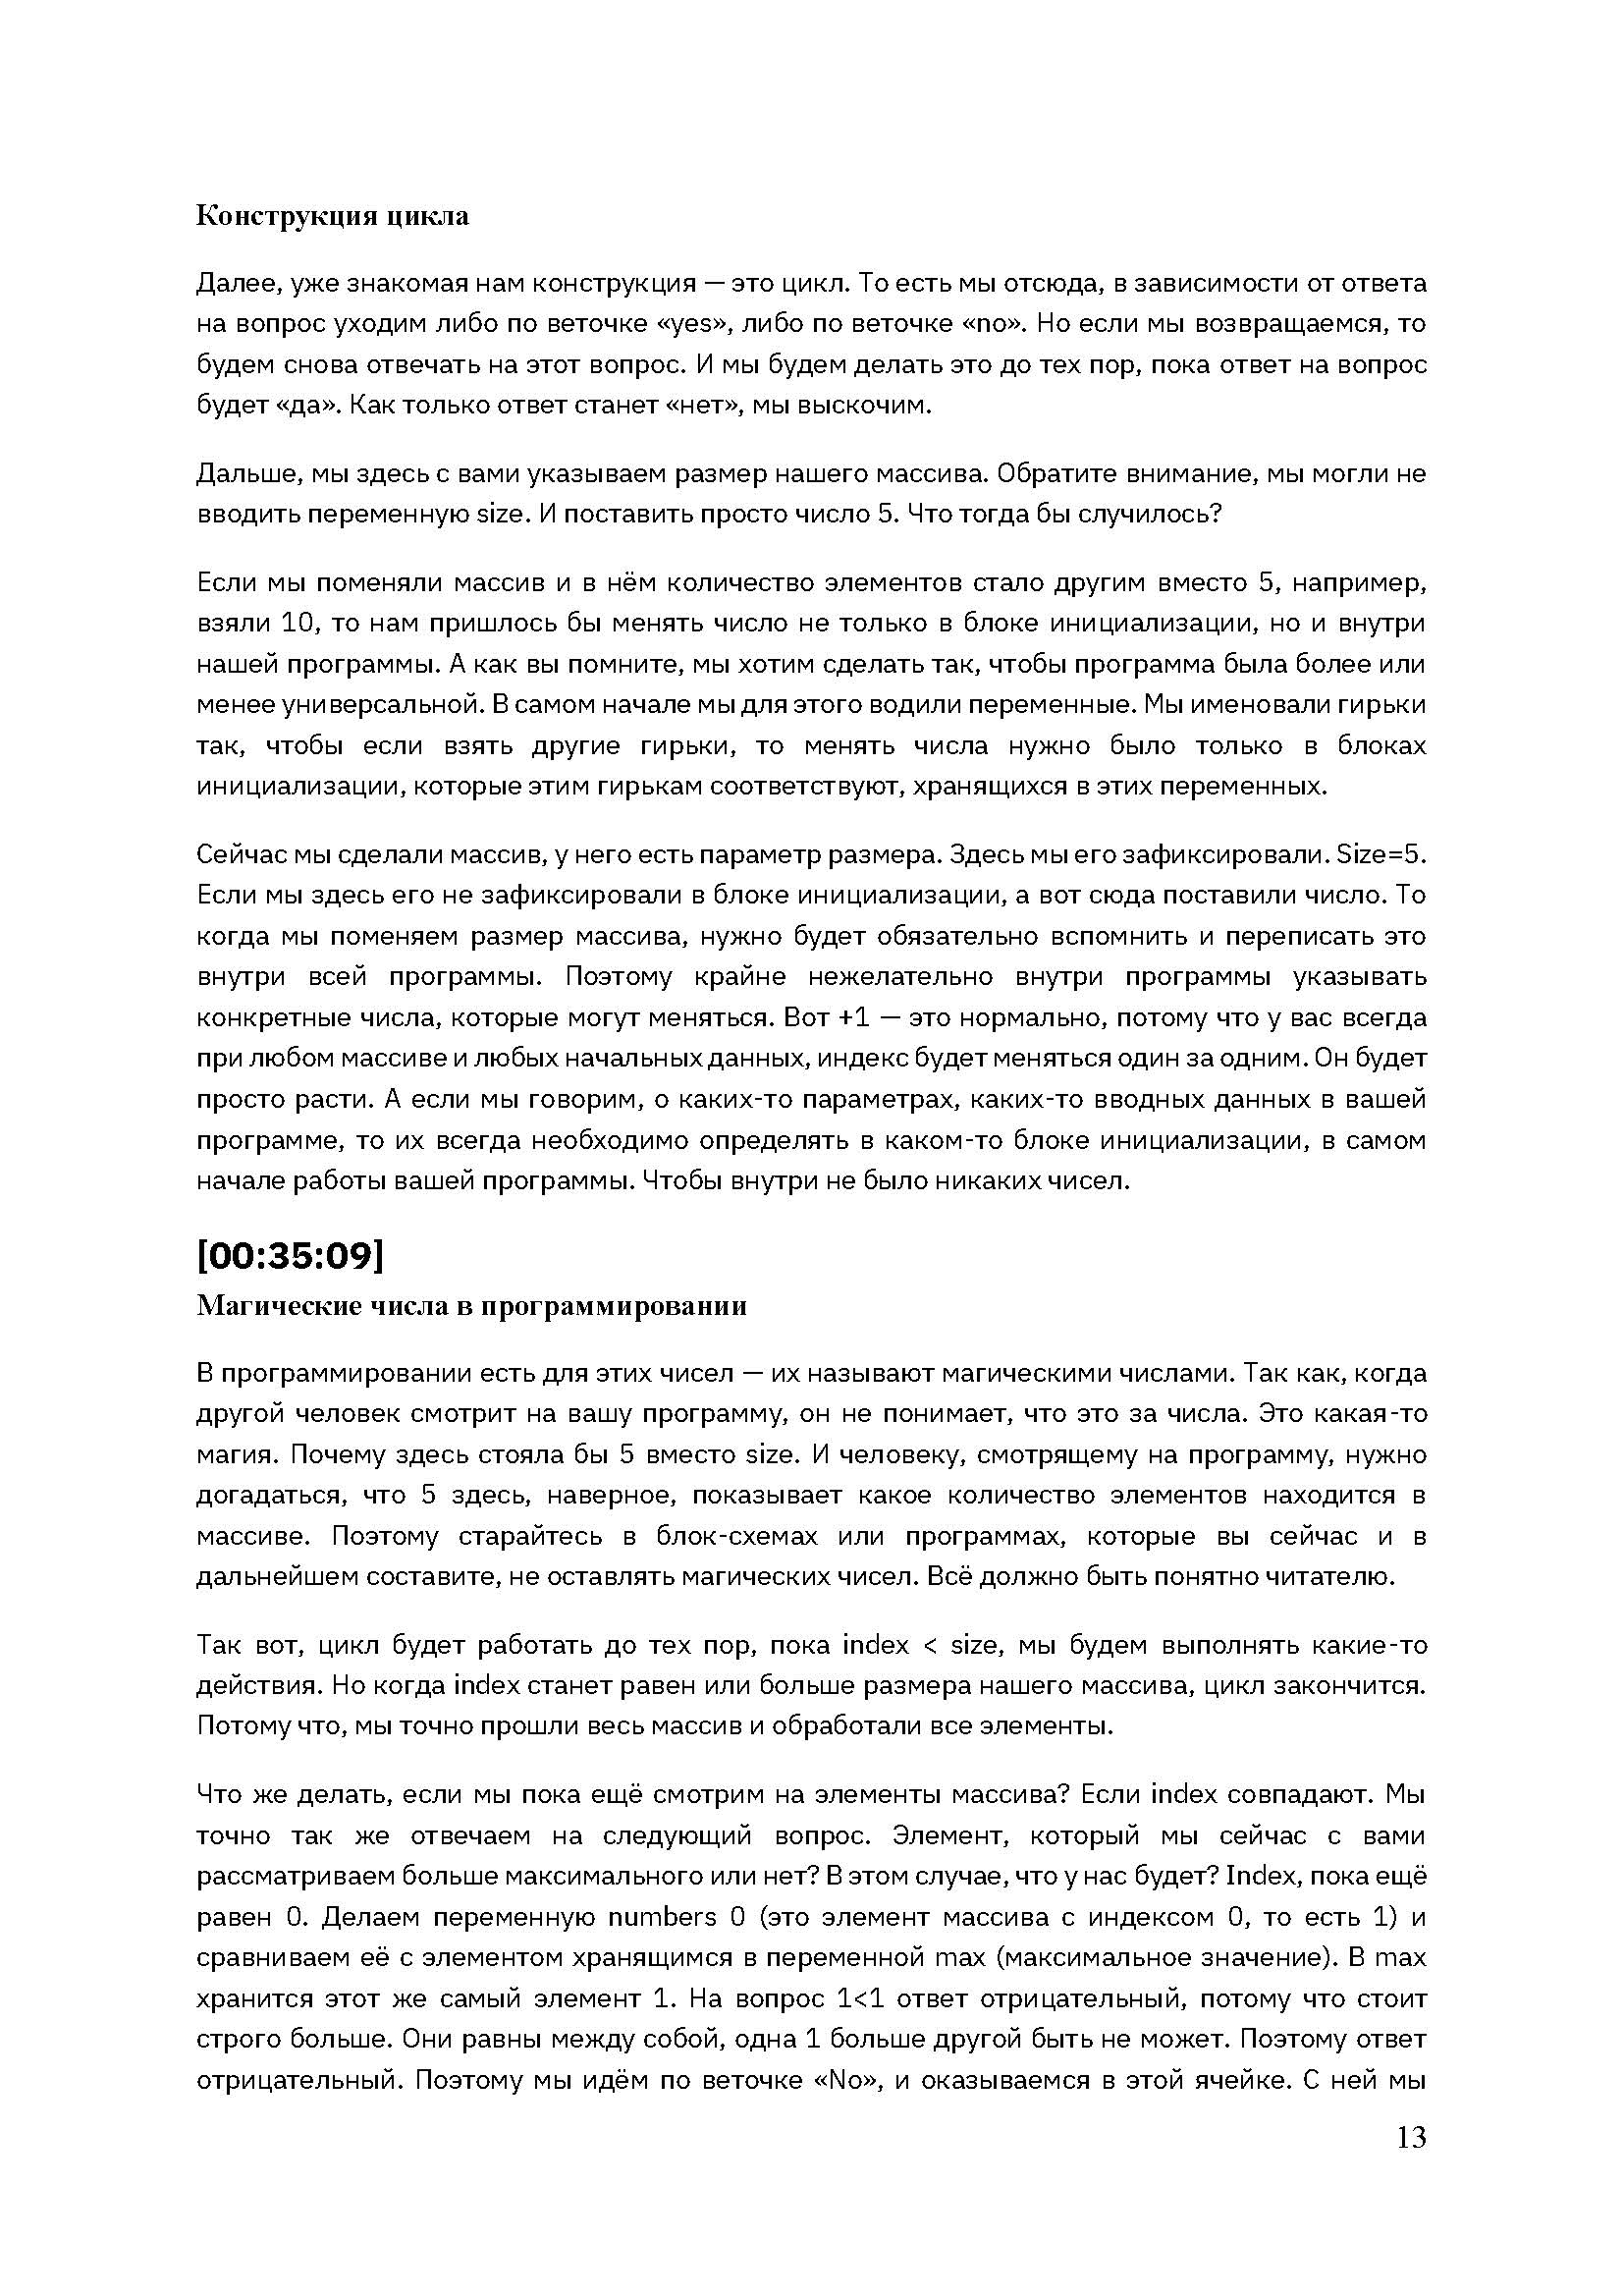 Конструкция цикла
Далее, уже знакомая нам конструкция — это цикл. То есть мы отсюда, в зависимости от ответа
на вопрос уходим либо по веточке «yes», либо по веточке «no». Но если мы возвращаемся, то
будем снова отвечать на этот вопрос. И мы будем делать это до тех пор, пока ответ на вопрос
будет «да». Как только ответ станет «нет», мы выскочим.
Дальше, мы здесь с вами указываем размер нашего массива. Обратите внимание, мы могли не
вводить переменную size. И поставить просто число 5. Что тогда бы случилось?
Если мы поменяли массив и в нём количество элементов стало другим вместо 5, например,
взяли 10, то нам пришлось бы менять число не только в блоке инициализации, но и внутри
нашей программы. А как вы помните, мы хотим сделать так, чтобы программа была более или
менее универсальной. В самом начале мы для этого водили переменные. Мы именовали гирьки
так, чтобы если взять другие гирьки, то менять числа нужно было только в блоках
инициализации, которые этим гирькам соответствуют, хранящихся в этих переменных.
Сейчас мы сделали массив, у него есть параметр размера. Здесь мы его зафиксировали. Size=5.
Если мы здесь его не зафиксировали в блоке инициализации, а вот сюда поставили число. То
когда мы поменяем размер массива, нужно будет обязательно вспомнить и переписать это
внутри всей программы. Поэтому крайне нежелательно внутри программы указывать
конкретные числа, которые могут меняться. Вот +1 — это нормально, потому что у вас всегда
при любом массиве и любых начальных данных, индекс будет меняться один за одним. Он будет
просто расти. А если мы говорим, о каких-то параметрах, каких-то вводных данных в вашей
программе, то их всегда необходимо определять в каком-то блоке инициализации, в самом
начале работы вашей программы. Чтобы внутри не было никаких чисел.
[00:35:09]
Магические числа в программировании
В программировании есть для этих чисел — их называют магическими числами. Так как, когда
другой человек смотрит на вашу программу, он не понимает, что это за числа. Это какая-то
магия. Почему здесь стояла бы 5 вместо size. И человеку, смотрящему на программу, нужно
догадаться, что 5 здесь, наверное, показывает какое количество элементов находится в
массиве. Поэтому старайтесь в блок-схемах или программах, которые вы сейчас и в
дальнейшем составите, не оставлять магических чисел. Всё должно быть понятно читателю.
Так вот, цикл будет работать до тех пор, пока index < size, мы будем выполнять какие-то
действия. Но когда index станет равен или больше размера нашего массива, цикл закончится.
Потому что, мы точно прошли весь массив и обработали все элементы.
Что же делать, если мы пока ещё смотрим на элементы массива? Если index совпадают. Мы
точно так же отвечаем на следующий вопрос. Элемент, который мы сейчас с вами
рассматриваем больше максимального или нет? В этом случае, что у нас будет? Index, пока ещё
равен 0. Делаем переменную numbers 0 (это элемент массива с индексом 0, то есть 1) и
сравниваем её с элементом хранящимся в переменной max (максимальное значение). В max
хранится этот же самый элемент 1. На вопрос 1<1 ответ отрицательный, потому что стоит
строго больше. Они равны между собой, одна 1 больше другой быть не может. Поэтому ответ
отрицательный. Поэтому мы идём по веточке «No», и оказываемся в этой ячейке. С ней мы
13